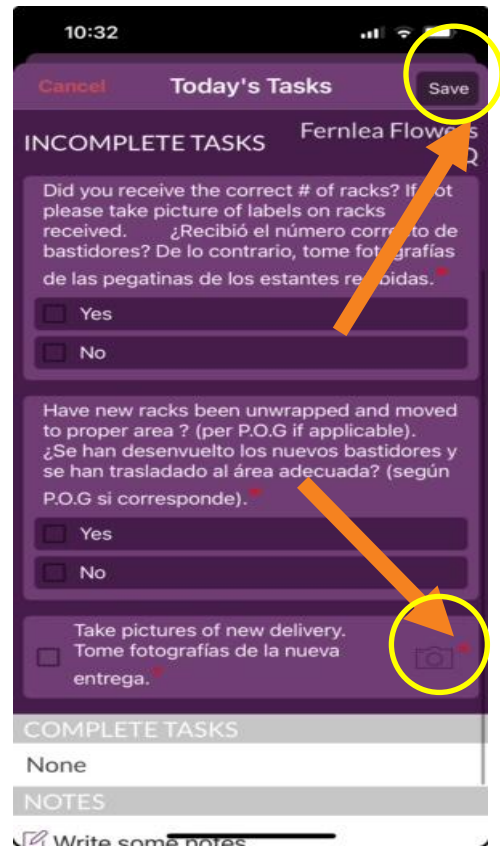 10:32
Cancel Today's Tasks Save
INCOMPLETE TASKS Fernlea Flowers
Did you receive the correct # of racks? If not
please take picture of labels on racks
received. ¿Recibió el número correcto de
bastidores? De lo contrario, tome fotografías
de las pegatinas de los estantes recibidas.*
Yes
No
Have new racks been unwrapped and moved
to proper area ? (per P.O.G if applicable).
¿Se han desenvuelto los nuevos bastidores y
se han trasladado al área adecuada? (según
P.O.G si corresponde).*
Yes
No
Take pictures of new delivery.
Tome fotografías de la nueva
entrega.*
*
COMPLETE TASKS
None
NOTES
Write some notes